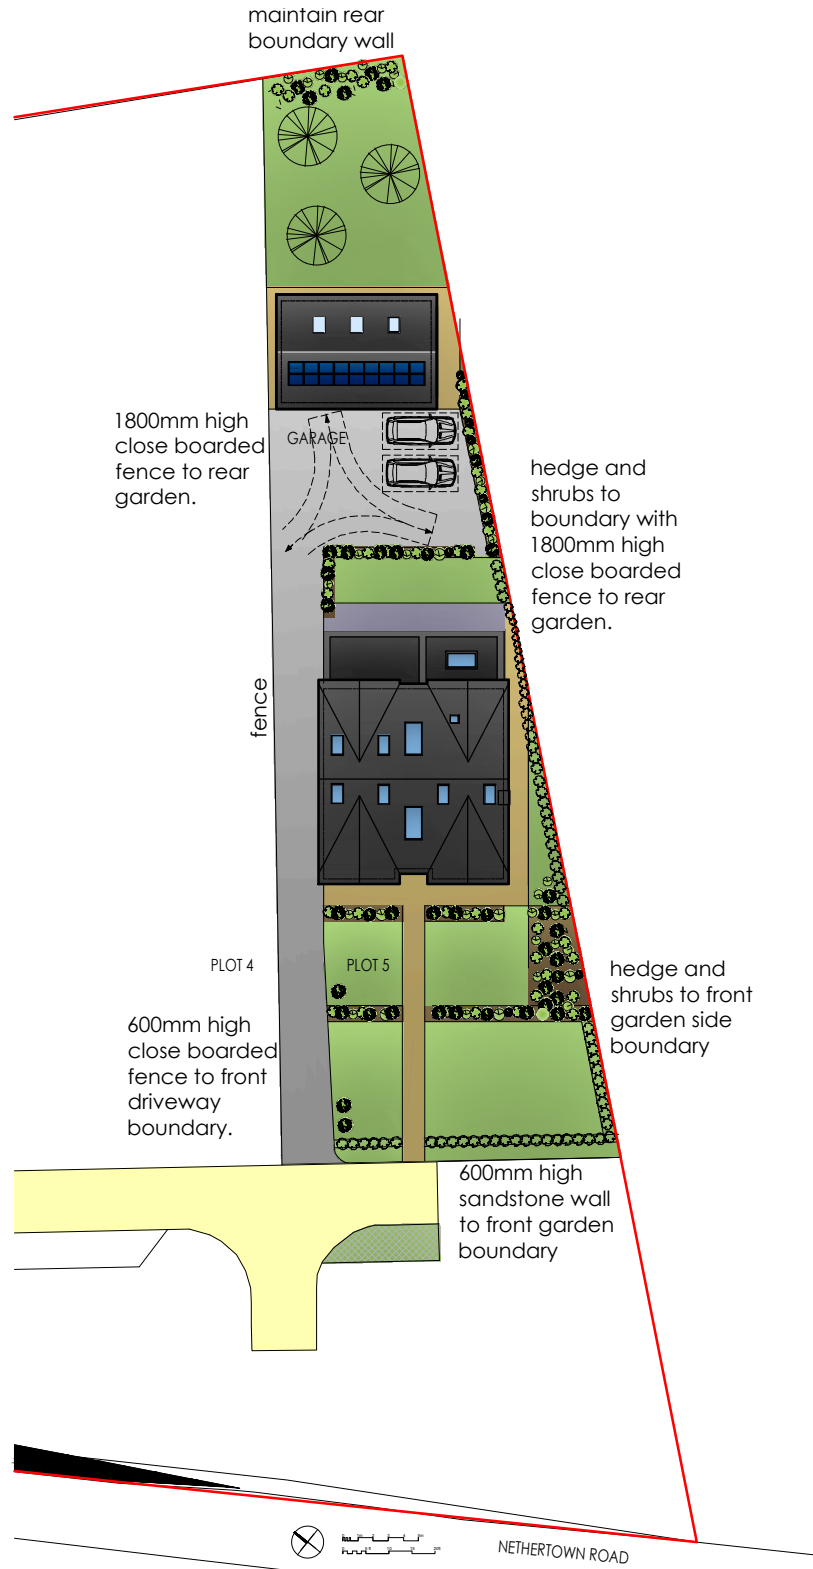 maintain rear
boundary wall
1800mm high
close boarded
fence to rear
garden.
GARAGE
hedge and
shrubs to
boundary with
1800mm high
close boarded
fence to rear
garden.
fence
PLOT 4
PLOT 5
hedge and
shrubs to front
garden side
boundary
600mm high
close boarded
fence to front
driveway
boundary.
600mm high
sandstone wall
to front garden
boundary
NETHERTOWN ROAD